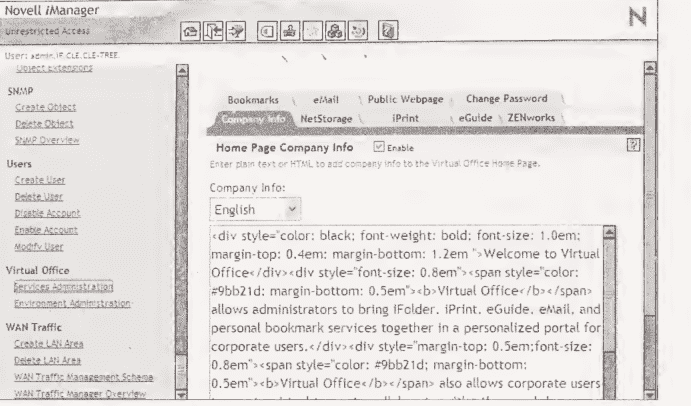 Novell iManager
Unrestricted Access
N
User: admin.IF.CLE.CLE-TREE.
Object Extensions
SNMP
Create Object
Delete Object
SNMP Overview
Users
Create User
Delete User
Disable Account
Enable Account
Modify User
Virtual Office
Services Administration
Environment Administration
WAN Traffic
Create LAN Area
Delete LAN Area
WAN Traffic Management Schema
WAN Traffic Manager Overview
Bookmarks \ eMail \ Public Webpage \ Change Password \
Company Info NetStorage \ iPrint \ eGuide \ ZENworks \
Home Page Company Info Enable
?
Enter plain text or HTML to add company info to the Virtual Office Home Page.
Company Info:
English
<div style="color: black; font-weight: bold; font-size: 1.0em;
margin-top: 0.4em; margin-bottom: 1.2em ">Welcome to Virtual
Office</div><div style="font-size: 0.8em"><span style="color:
#9bb21d; margin-bottom: 0.5em"><b>Virtual Office</b></span>
allows administrators to bring iFolder, iPrint, eGuide, eMail, and
personal bookmark services together in a personalized portal for
corporate users.</div><div style="margin-top: 0.5em;font-size:
0.8em"><span style="color: #9bb21d; margin-bottom:
0.5em"><b>Virtual Office</b></span> also allows corporate users